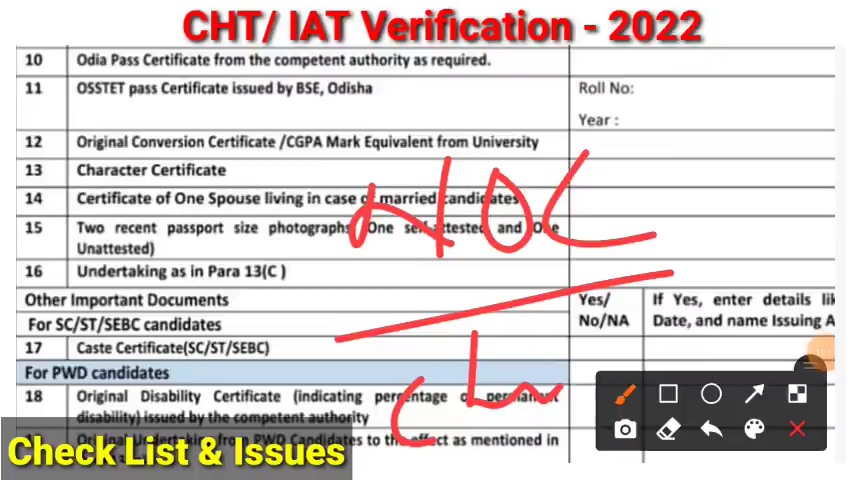 CHT/ IAT Verification - 2022
10 Odia Pass Certificate from the competent authority as required.
11 OSSTET pass Certificate issued by BSE, Odisha Roll No:
Year :
12 Original Conversion Certificate /CGPA Mark Equivalent from University
13 Character Certificate
14 Certificate of One Spouse living in case of married candidates
15 Two recent passport size photographs (One self-attested and One
Unattested)
16 Undertaking as in Para 13(C )
Other Important Documents Yes/ If Yes, enter details
For SC/ST/SEBC candidates No/NA Date, and name Issuing
17 Caste Certificate(SC/ST/SEBC)
For PWD candidates
18 Original Disability Certificate (indicating percentage of permanent
disability) issued by the competent authority
Original Undertaking from PWD Candidates to the effect as mentioned in
NOC
Check List & Issues